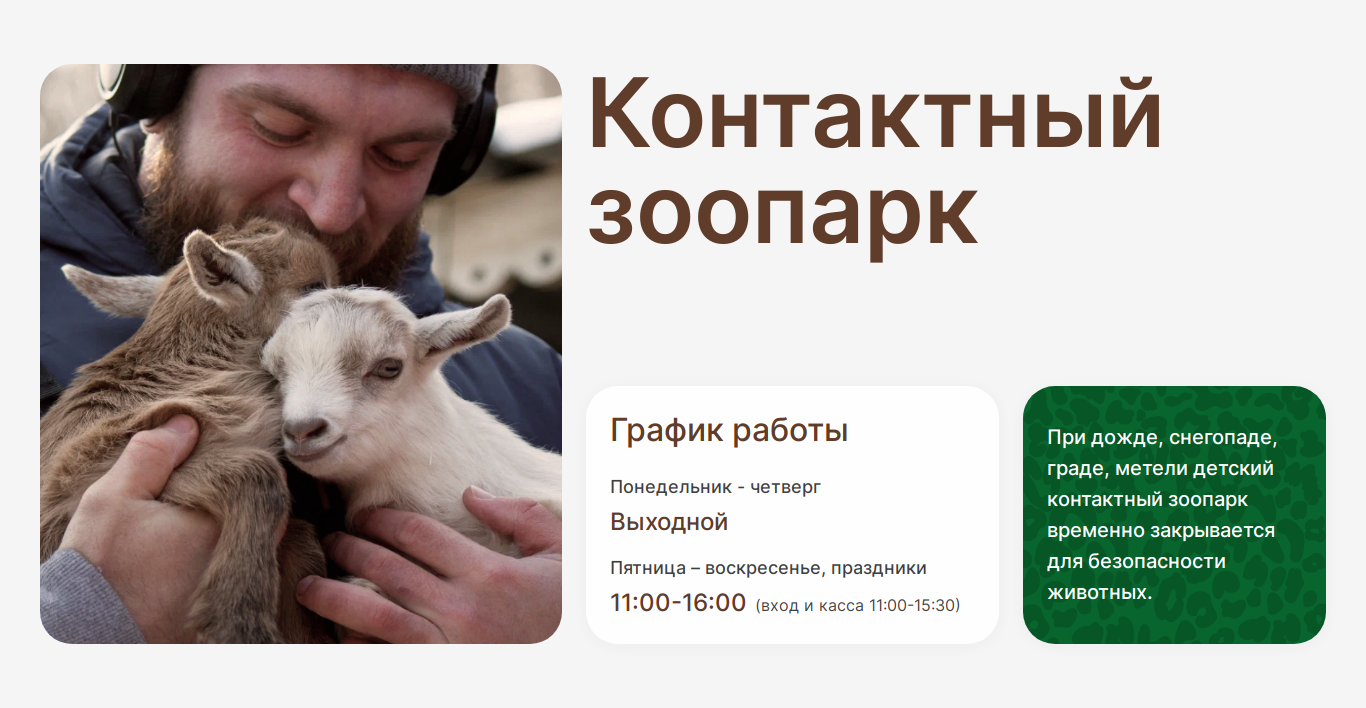 Контактный
зоопарк
График работы
Понедельник - четверг
Выходной
Пятница – воскресенье, праздники
11:00-16:00 (вход и касса 11:00-15:30)
При дожде, снегопаде,
граде, метели детский
контактный зоопарк
временно закрывается
для безопасности
животных.